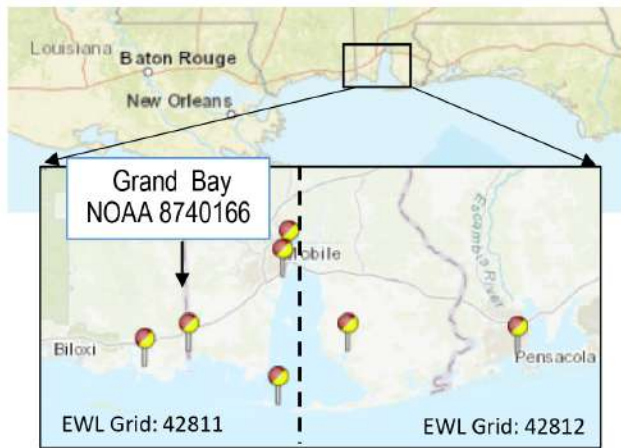 Louisiana
Baton Rouge
New Orleans
Grand Bay
NOAA 8740166
Mobile
Escambia River
Biloxi
Pensacola
EWL Grid: 42811
EWL Grid: 42812